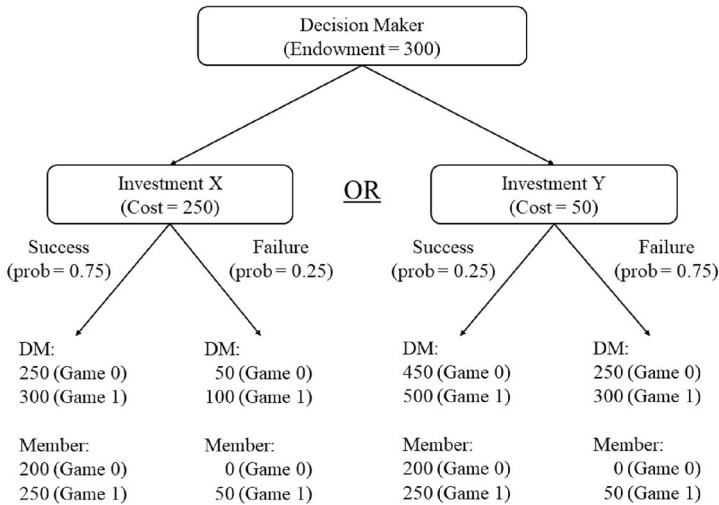 Decision Maker
(Endowment = 300)
Investment X
(Cost = 250)
OR
Investment Y
(Cost = 50)
Success
(prob = 0.75)
Failure
(prob = 0.25)
Success
(prob = 0.25)
Failure
(prob = 0.75)
DM:
250 (Game 0)
300 (Game 1)
DM:
50 (Game 0)
100 (Game 1)
DM:
450 (Game 0)
500 (Game 1)
DM:
250 (Game 0)
300 (Game 1)
Member:
200 (Game 0)
250 (Game 1)
Member:
0 (Game 0)
50 (Game 1)
Member:
200 (Game 0)
250 (Game 1)
Member:
0 (Game 0)
50 (Game 1)